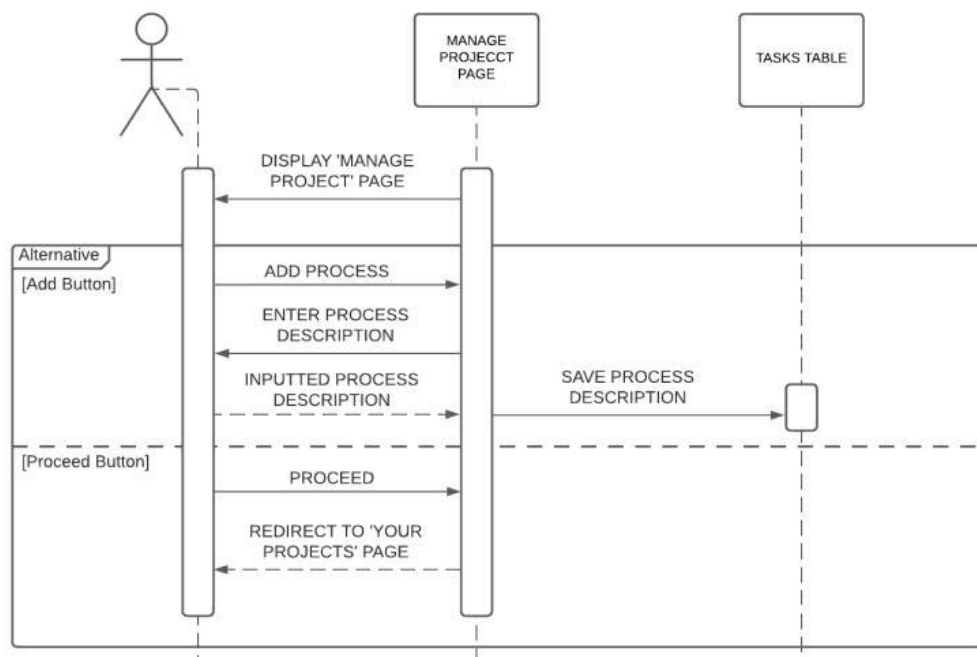 MANAGE
PROJECCT
PAGE
TASKS TABLE
DISPLAY 'MANAGE
PROJECT' PAGE
Alternative
[Add Button]
ADD PROCESS
ENTER PROCESS
DESCRIPTION
INPUTTED PROCESS
DESCRIPTION
SAVE PROCESS
DESCRIPTION
[Proceed Button]
PROCEED
REDIRECT TO 'YOUR
PROJECTS' PAGE